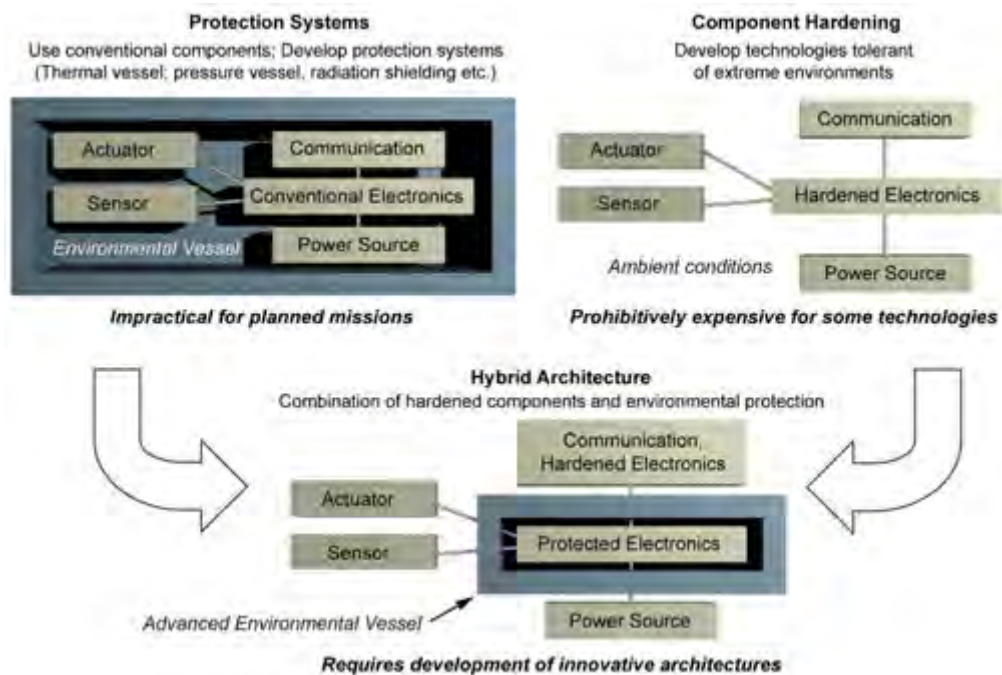 Protection Systems
Use conventional components; Develop protection systems
(Thermal vessel; pressure vessel, radiation shielding etc.)
Actuator
Communication
Conventional Electronics
Sensor
Environmental Vessel
Power Source
Impractical for planned missions
Component Hardening
Develop technologies tolerant
of extreme environments
Communication
Actuator
Hardened Electronics
Sensor
Ambient conditions
Power Source
Prohibitively expensive for some technologies
Hybrid Architecture
Combination of hardened components and environmental protection
Communication,
Hardened Electronics
Actuator
Protected Electronics
Sensor
Advanced Environmental Vessel
Power Source
Requires development of innovative architectures